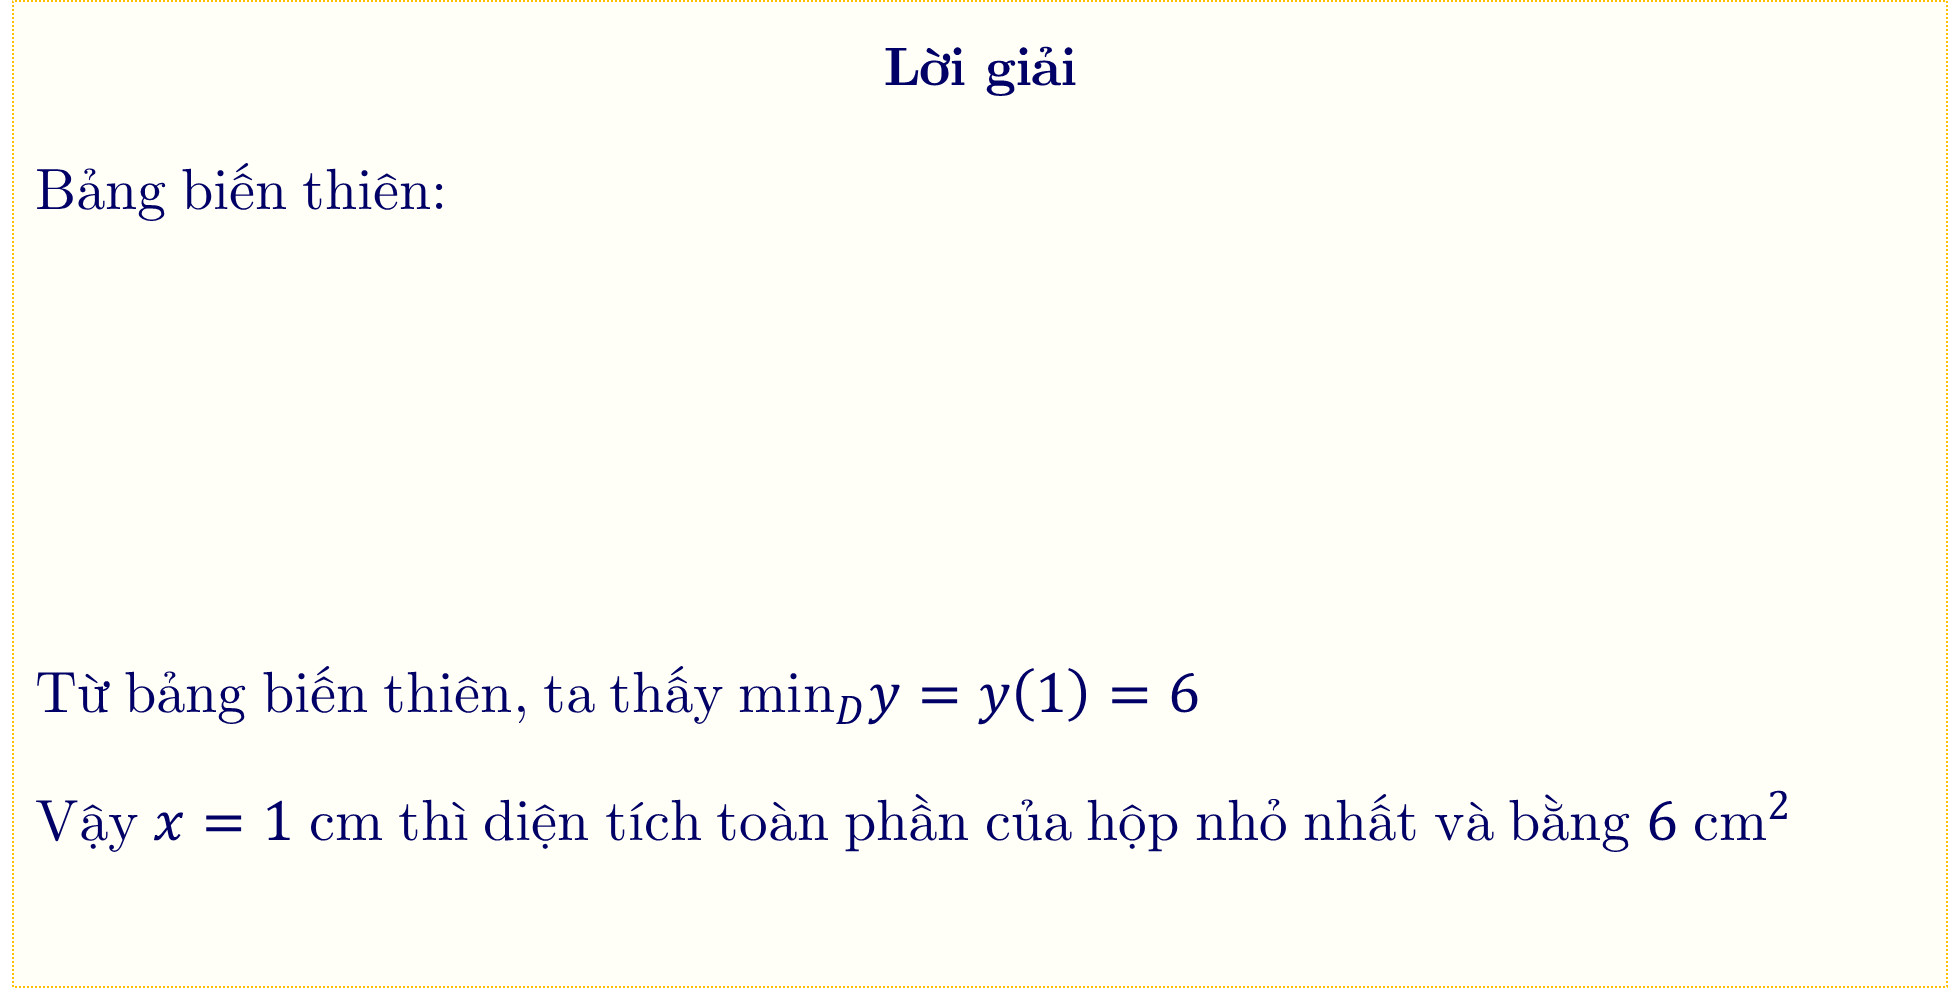 Lời giải
Bảng biến thiên:
Từ bảng biến thiên, ta thấy min_D y = y(1) = 6
Vậy x = 1 cm thì diện tích toàn phần của hộp nhỏ nhất và bằng 6 cm²